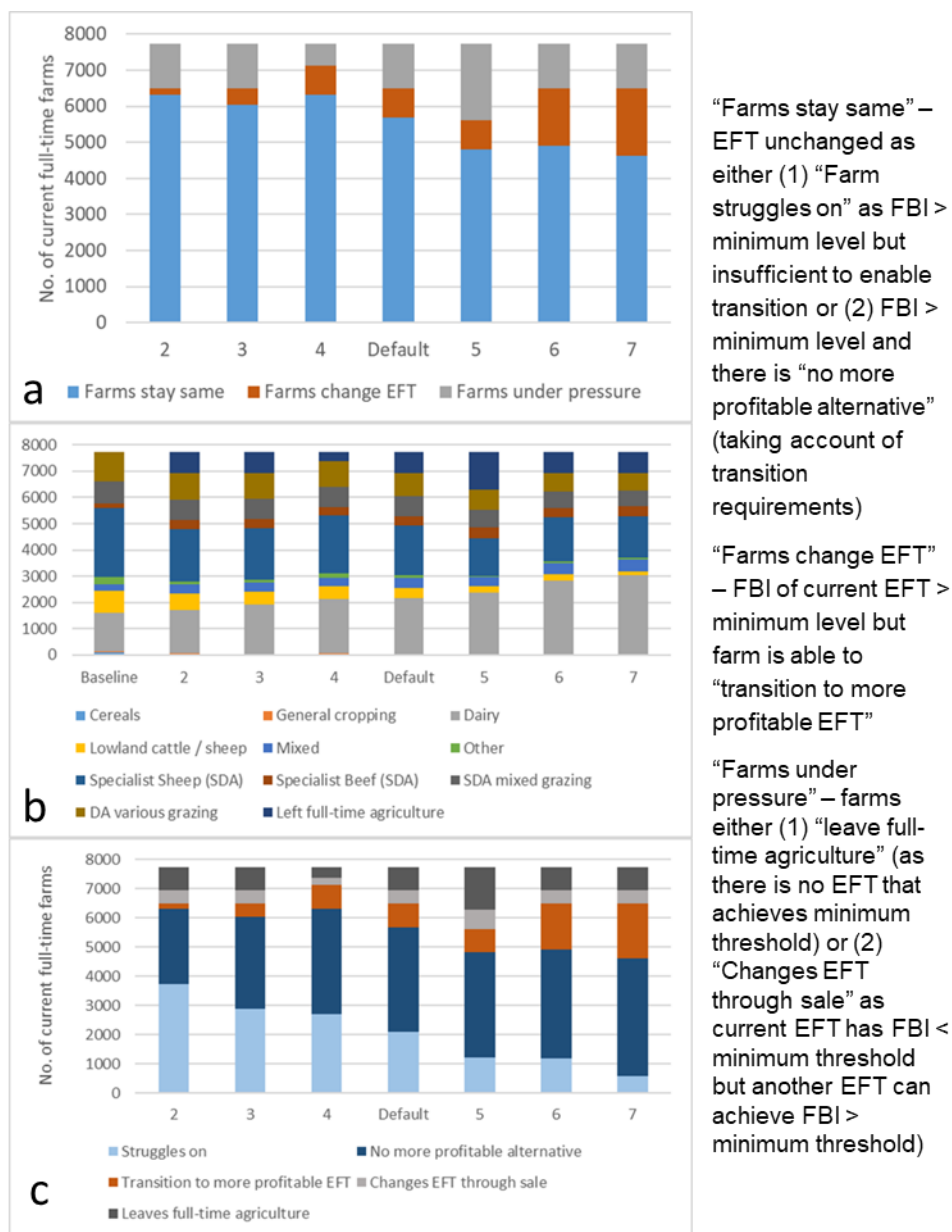 8000
7000
6000
5000
4000
3000
2000
1000
0
No. of current full-time farms
2 3 4 Default 5 6 7
a
Farms stay same Farms change EFT Farms under pressure
8000
7000
6000
5000
4000
3000
2000
1000
0
Baseline 2 3 4 Default 5 6 7
Cereals General cropping Dairy
Lowland cattle / sheep Mixed Other
Specialist Sheep (SDA) Specialist Beef (SDA) SDA mixed grazing
DA various grazing Left full-time agriculture
b
8000
7000
6000
5000
4000
3000
2000
1000
0
No. of current full-time farms
2 3 4 Default 5 6 7
Struggles on No more profitable alternative
Transition to more profitable EFT Changes EFT through sale
Leaves full-time agriculture
c
“Farms stay same” –
EFT unchanged as
either (1) “Farm
struggles on” as FBI >
minimum level but
insufficient to enable
transition or (2) FBI >
minimum level and
there is “no more
profitable alternative”
(taking account of
transition
requirements)
“Farms change EFT”
– FBI of current EFT >
minimum level but
farm is able to
“transition to more
profitable EFT”
“Farms under
pressure” – farms
either (1) “leave full-
time agriculture” (as
there is no EFT that
achieves minimum
threshold) or (2)
“Changes EFT
through sale” as
current EFT has FBI <
minimum threshold
but another EFT can
achieve FBI >
minimum threshold)